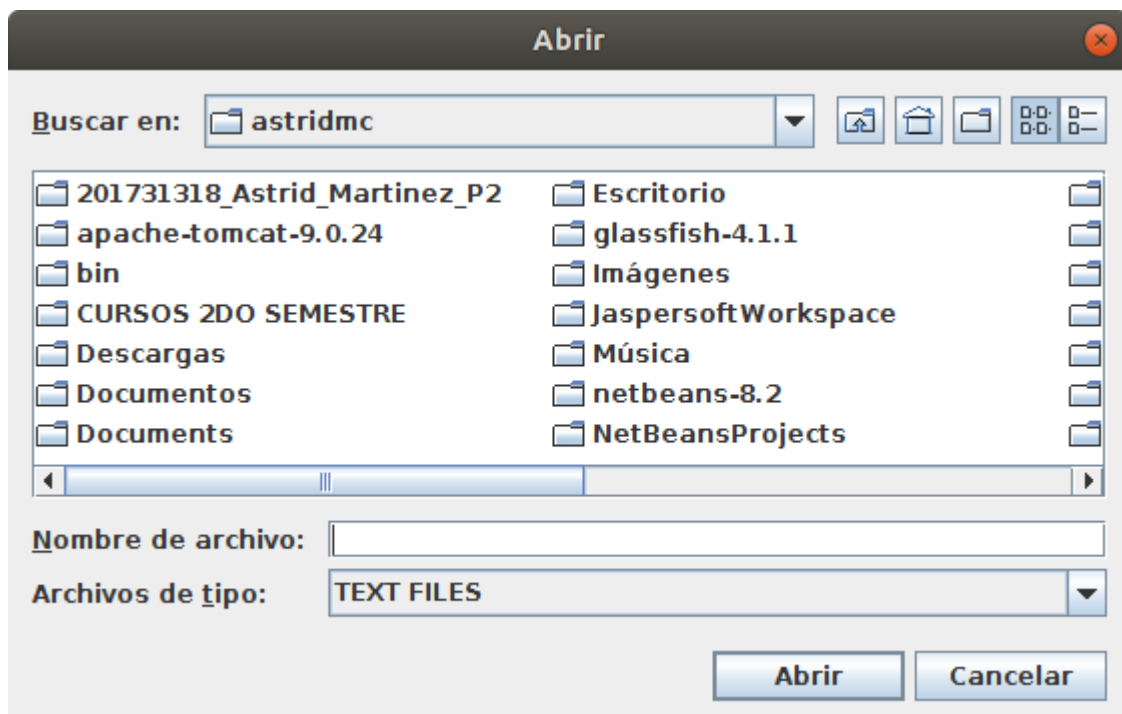 Abrir
Buscar en: astridmc
201731318_Astrid_Martinez_P2 Escritorio
apache-tomcat-9.0.24 glassfish-4.1.1
bin Imágenes
CURSOS 2DO SEMESTRE JaspersoftWorkspace
Descargas Música
Documentos netbeans-8.2
Documents NetBeansProjects
Nombre de archivo:
Archivos de tipo: TEXT FILES
Abrir Cancelar